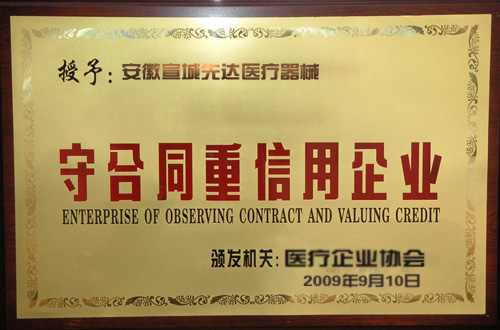 授予：安徽宣城先达医疗器械
守合同重信用企业
ENTERPRISE OF OBSERVING CONTRACT AND VALUING CREDIT
颁发机关：医疗企业协会
2009年9月10日